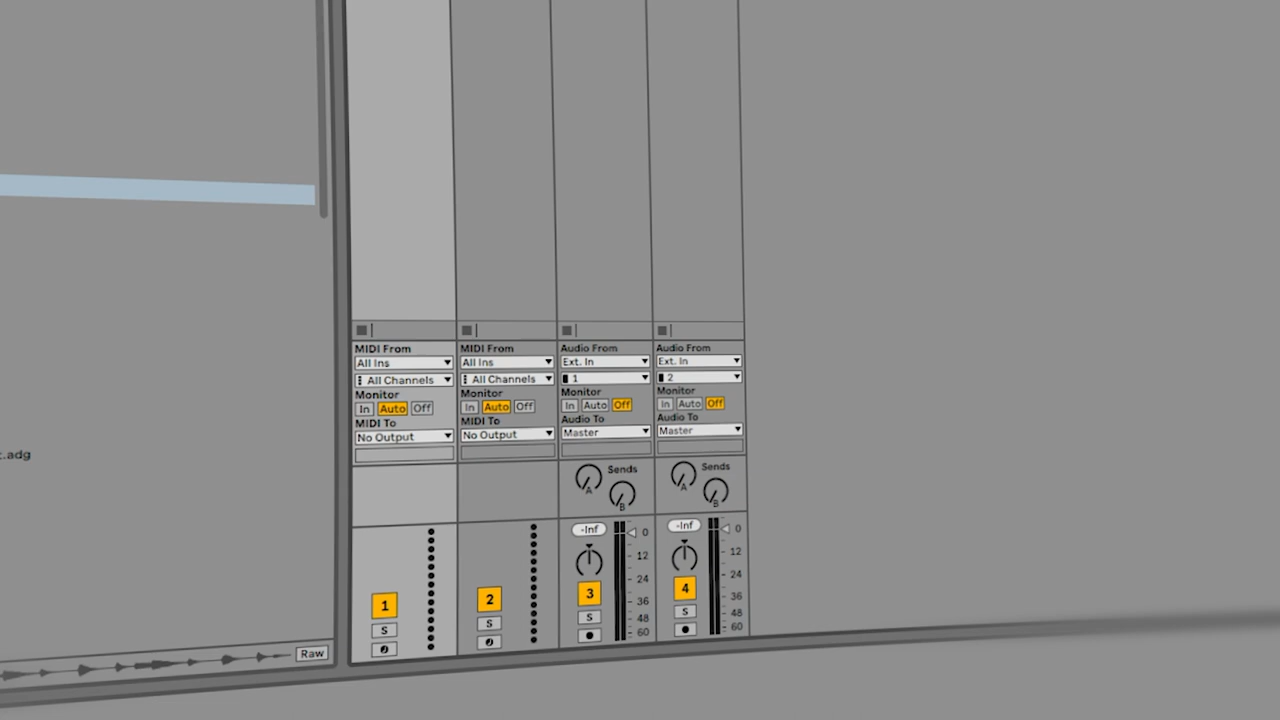 MIDI From MIDI From Audio From Audio From
All Ins All Ins Ext. In Ext. In
All Channels All Channels 1 2
Monitor Monitor Monitor Monitor
In Auto Off In Auto Off In Auto Off In Auto Off
MIDI To MIDI To Audio To Audio To
No Output No Output Master Master
.adg
Sends Sends
A A
B B
-Inf 0 -Inf 0
12 12
24 24
1 2 3 4
36 36
S S S S
48 48
60 60
Raw